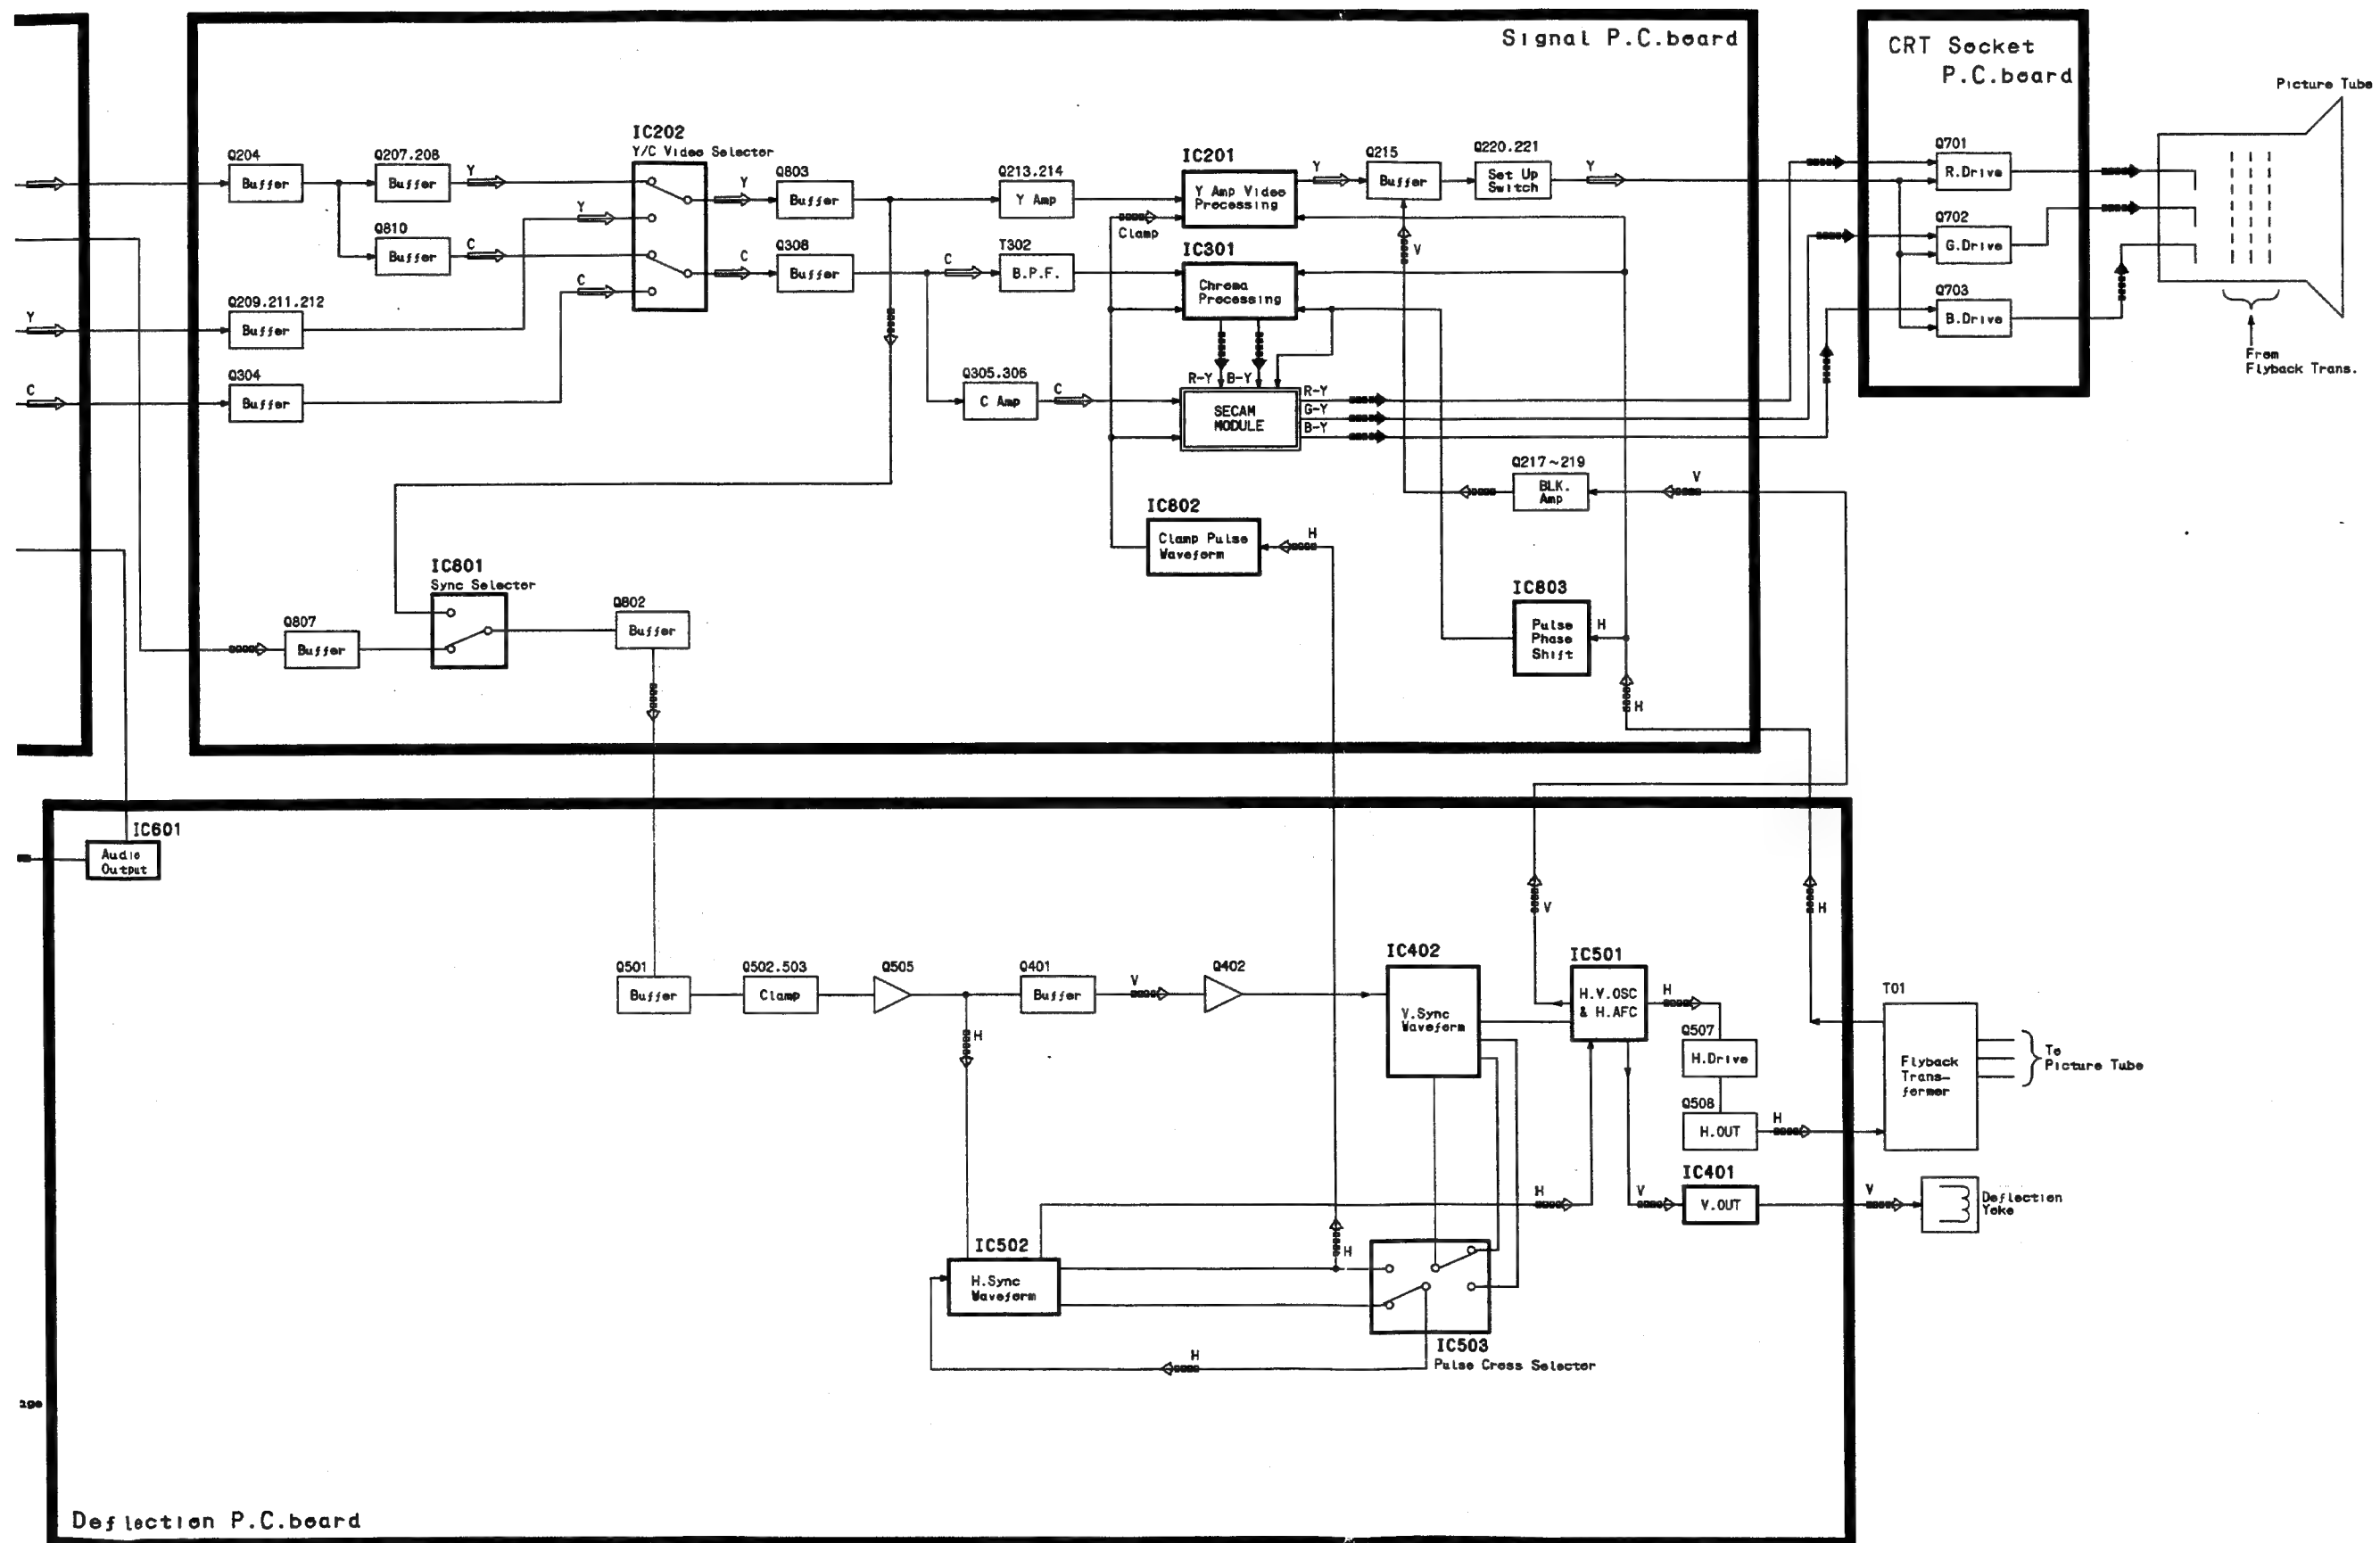 Signal P.C.board
CRT Socket
P.C.board
Picture Tube
Q204
Buffer
Q207.208
Buffer
Y
Q810
Buffer
C
Y
C
IC202
Y/C Video Selector
Y
C
Q803
Buffer
Q308
Buffer
Q213.214
Y Amp
C
T302
B.P.F.
Clamp
IC201
Y Amp Video
Processing
IC301
Chroma
Processing
Y
Q215
Buffer
V
Q220.221
Set Up
Switch
Y
Q701
R.Drive
Q702
G.Drive
Q703
B.Drive
From
Flyback Trans.
Y
Q209.211.212
Buffer
C
Q304
Buffer
Q305.306
C Amp
C
R-Y B-Y
SECAM
MODULE
R-Y
G-Y
B-Y
Q217~219
BLK.
Amp
V
IC802
Clamp Pulse
Waveform
H
IC803
Pulse
Phase
Shift
H
H
IC801
Sync Selector
Q807
Buffer
Q802
Buffer
IC601
Audio
Output
V
H
Q501
Buffer
Q502.503
Clamp
Q505
H
Q401
Buffer
V
Q402
IC402
V.Sync
Waveform
IC501
H.V.OSC
& H.AFC
H
Q507
H.Drive
Q508
H.OUT
H
T01
Flyback
Trans-
former
To
Picture Tube
IC401
V.OUT
V
V
Deflection
Yoke
H
IC502
H.Sync
Waveform
H
IC503
Pulse Cross Selector
H
Deflection P.C.board